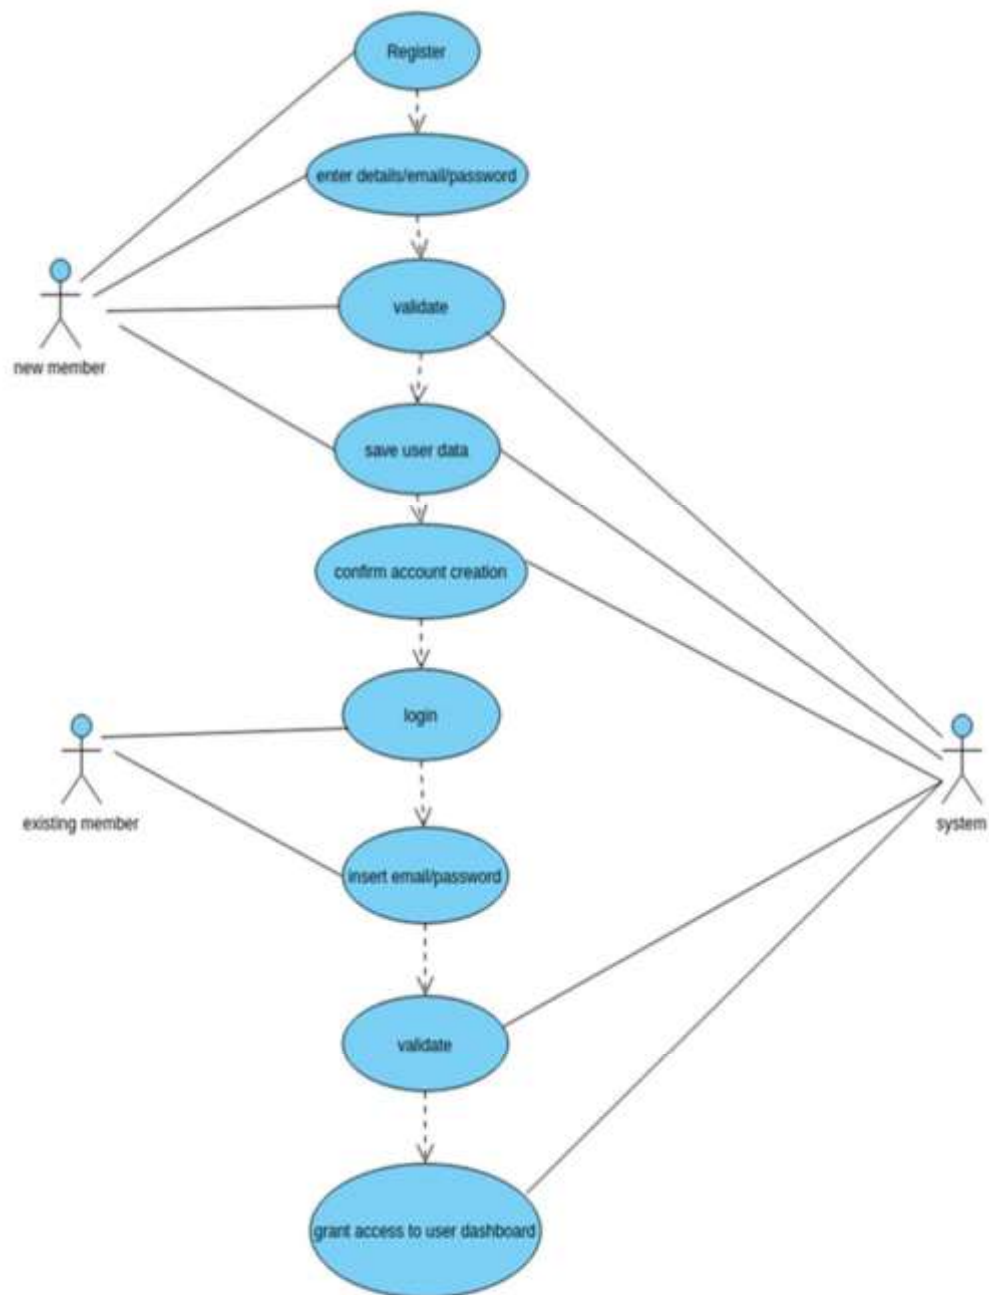 Register
enter details/email/password
validate
new member
save user data
confirm account creation
login
existing member
system
insert email/password
validate
grant access to user dashboard